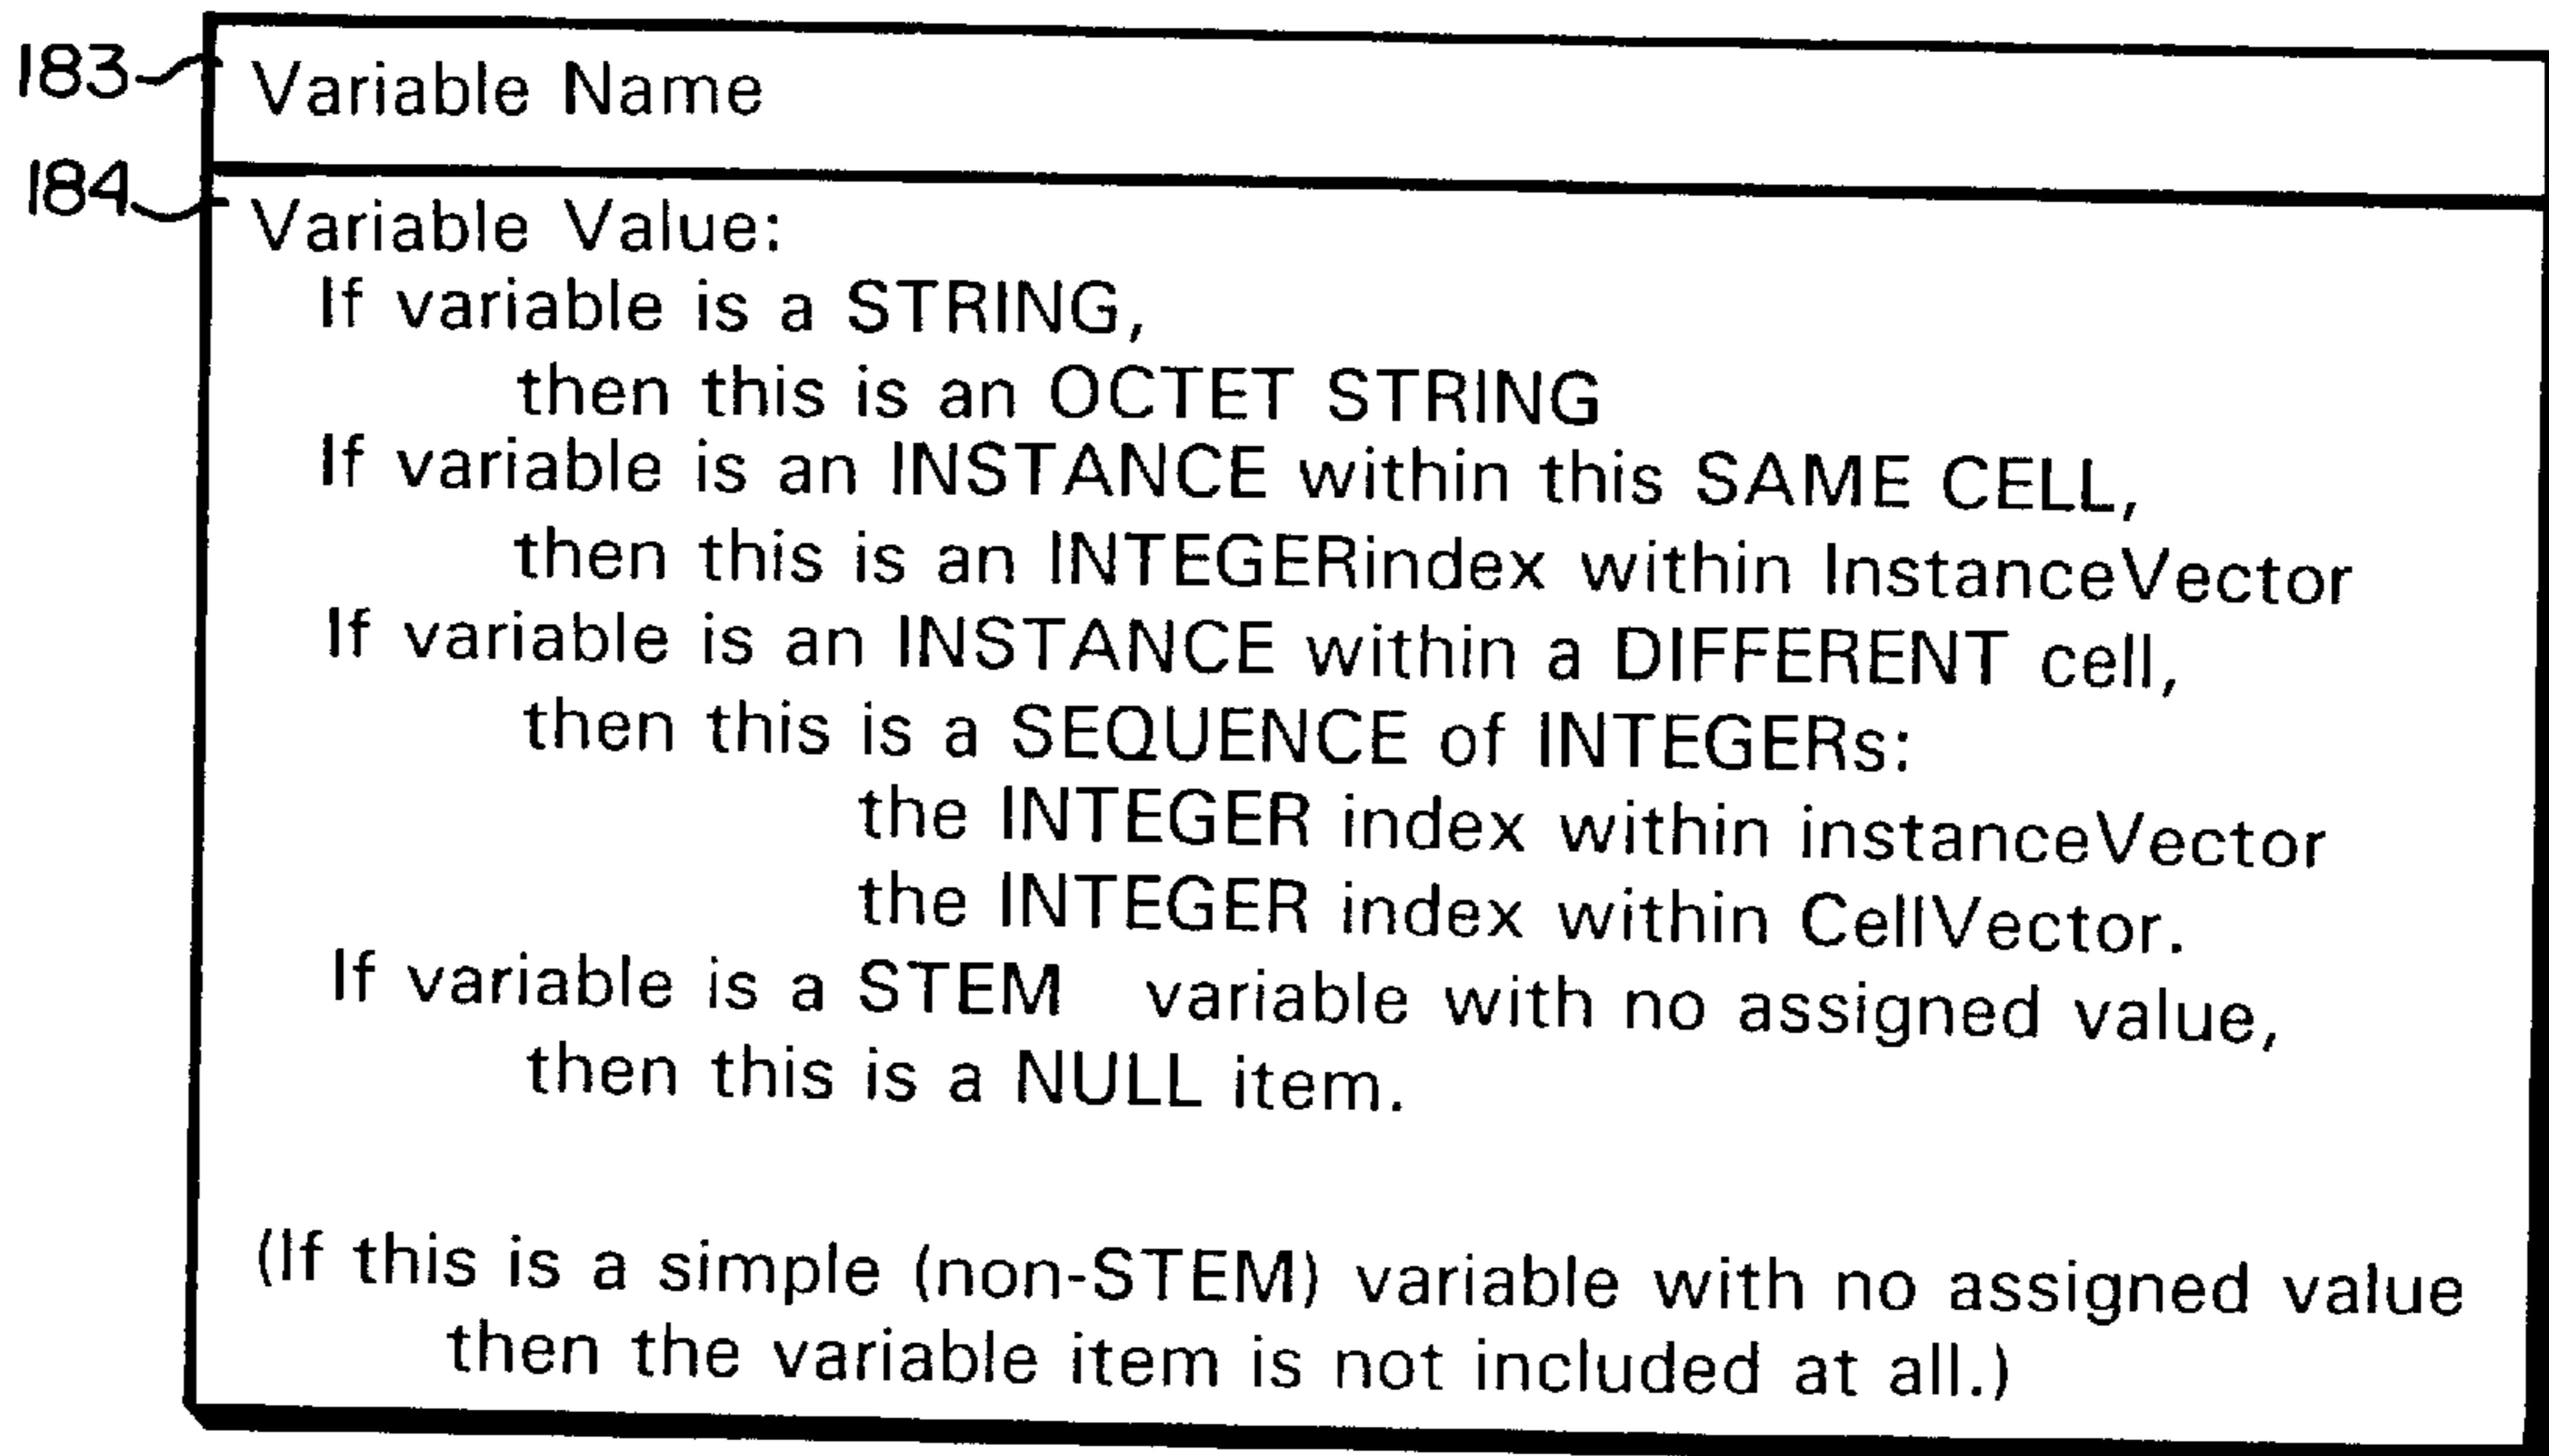 183 Variable Name
184 Variable Value:
If variable is a STRING,
then this is an OCTET STRING
If variable is an INSTANCE within this SAME CELL,
then this is an INTEGERindex within InstanceVector
If variable is an INSTANCE within a DIFFERENT cell,
then this is a SEQUENCE of INTEGERs:
the INTEGER index within instanceVector
the INTEGER index within CellVector.
If variable is a STEM variable with no assigned value,
then this is a NULL item.
(If this is a simple (non-STEM) variable with no assigned value
then the variable item is not included at all.)